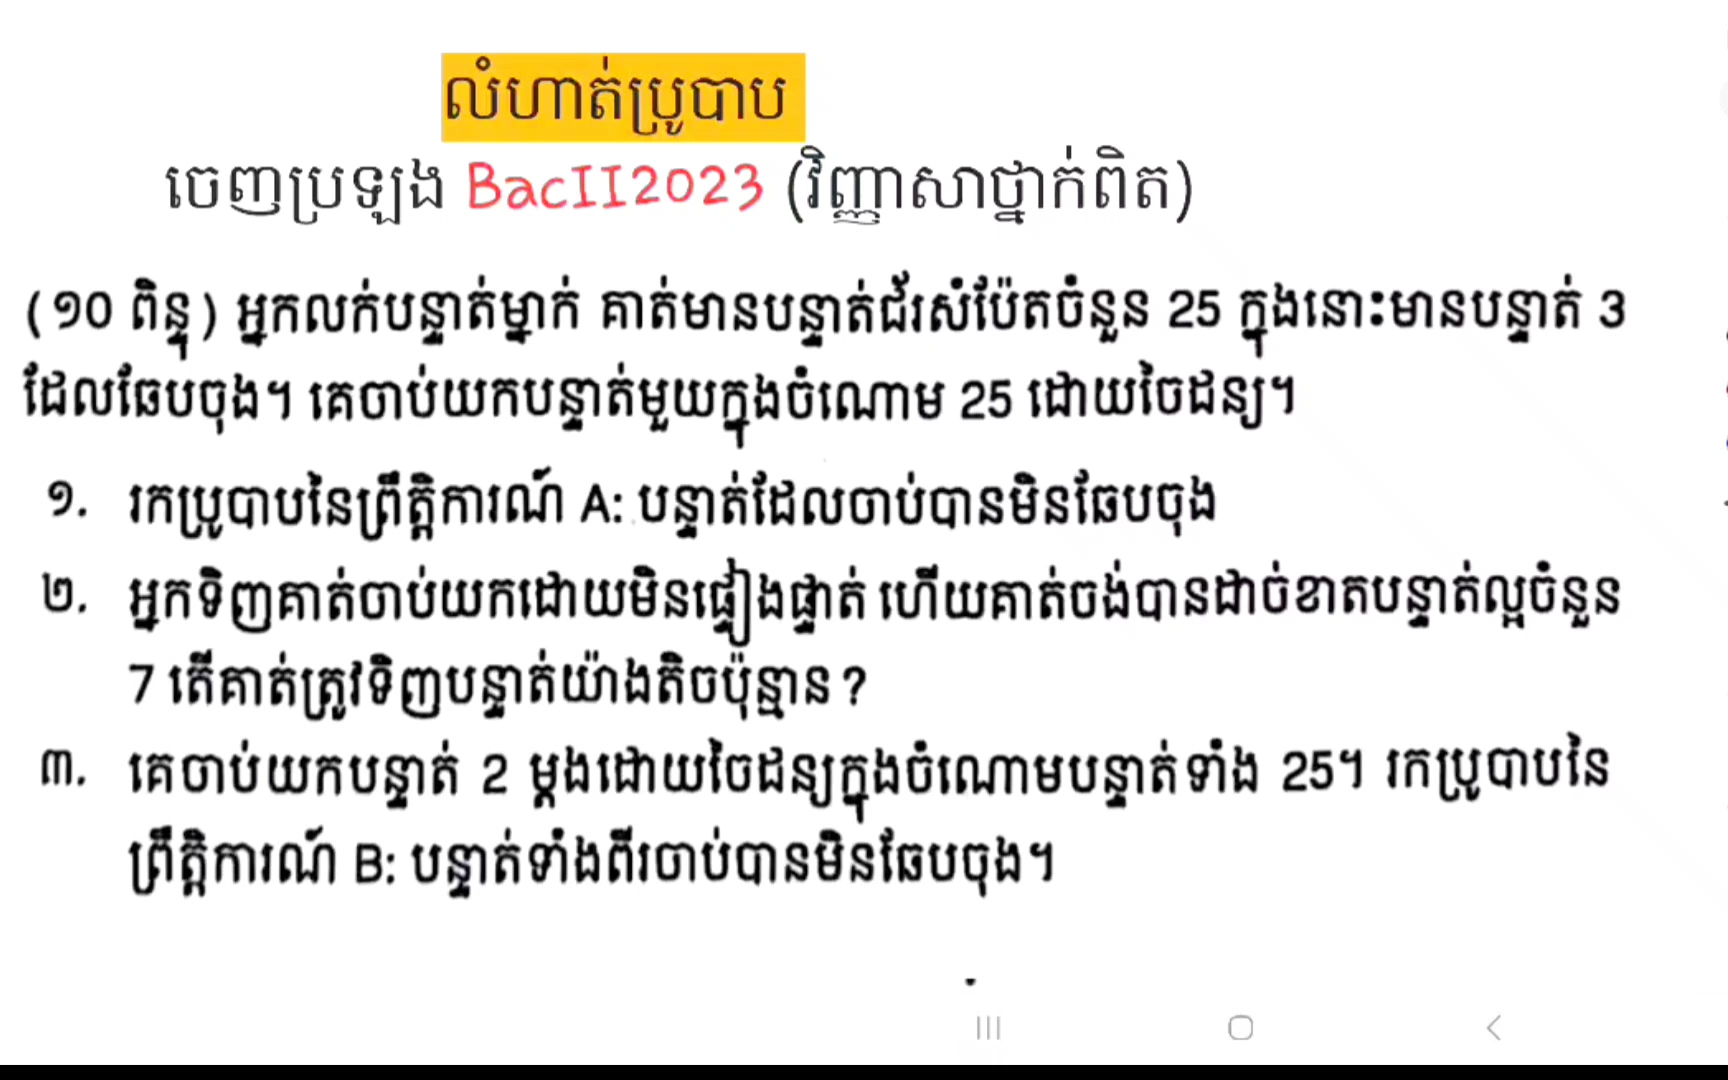 លំហាត់ប្រូបាប
ចេញប្រឡង BacII2023 (វិញ្ញាសាថ្នាក់ពិត)
(១០ ពិន្ទុ) អ្នកលក់បន្ទាត់ម្នាក់ គាត់មានបន្ទាត់ជ័រសំប៉ែតចំនួន 25 ក្នុងនោះមានបន្ទាត់ 3
ដែលឆែបចុង។ គេចាប់យកបន្ទាត់មួយក្នុងចំណោម 25 ដោយចៃដន្យ។
១. រកប្រូបាបនៃព្រឹត្តិការណ៍ A: បន្ទាត់ដែលចាប់បានមិនឆែបចុង
២. អ្នកទិញគាត់ចាប់យកដោយមិនផ្ទៀងផ្ទាត់ ហើយគាត់ចង់បានដាច់ខាតបន្ទាត់ល្អចំនួន
7 តើគាត់ត្រូវទិញបន្ទាត់យ៉ាងតិចប៉ុន្មាន?
៣. គេចាប់យកបន្ទាត់ 2 ម្តងដោយចៃដន្យក្នុងចំណោមបន្ទាត់ទាំង 25។ រកប្រូបាបនៃ
ព្រឹត្តិការណ៍ B: បន្ទាត់ទាំងពីរចាប់បានមិនឆែបចុង។